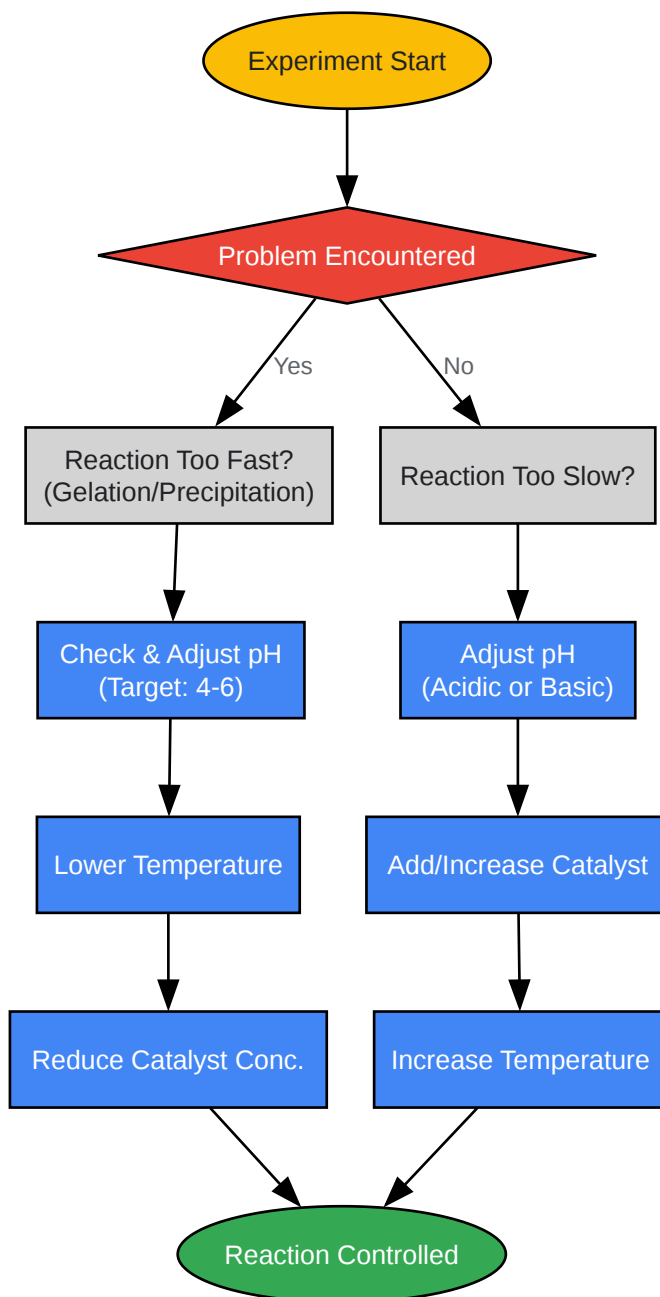 Experiment Start
Problem Encountered
Yes
No
Reaction Too Fast?
(Gelation/Precipitation)
Reaction Too Slow?
Check & Adjust pH
(Target: 4-6)
Adjust pH
(Acidic or Basic)
Lower Temperature
Add/Increase Catalyst
Reduce Catalyst Conc.
Increase Temperature
Reaction Controlled